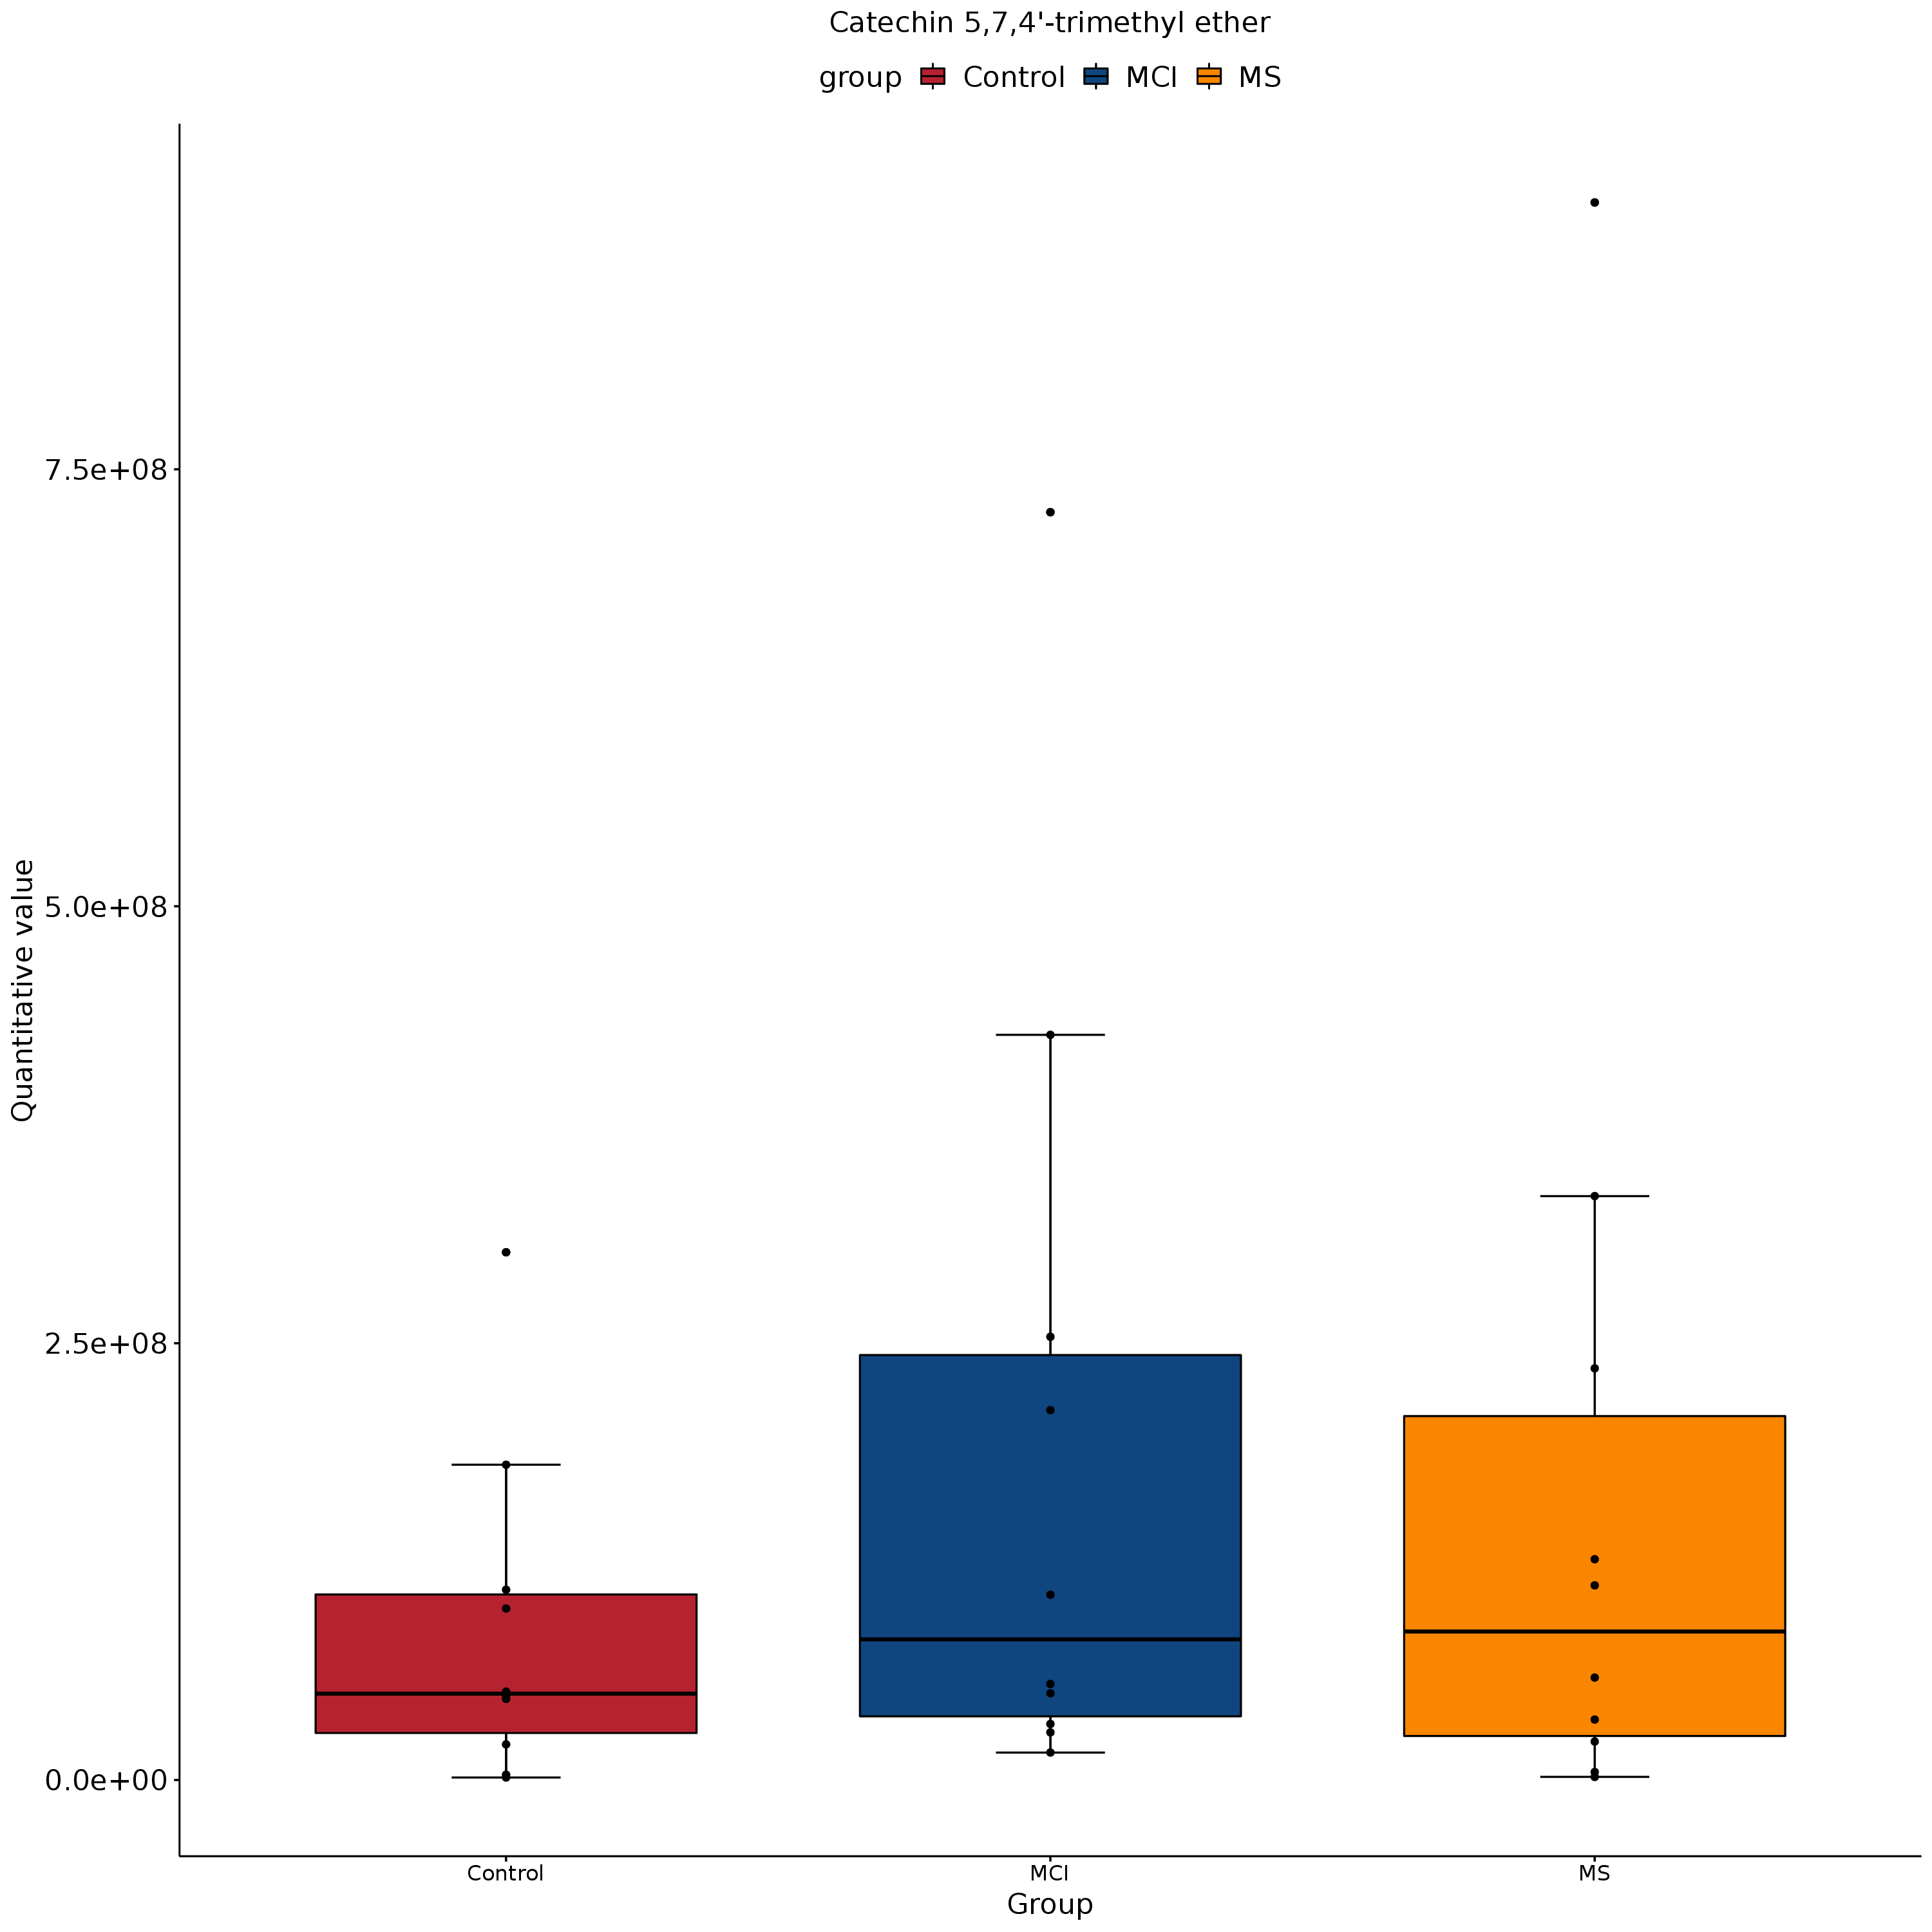 Catechin 5,7,4'-trimethyl ether
group Control MCI MS
Quantitative value
7.5e+08
5.0e+08
2.5e+08
0.0e+00
Control MCI MS
Group